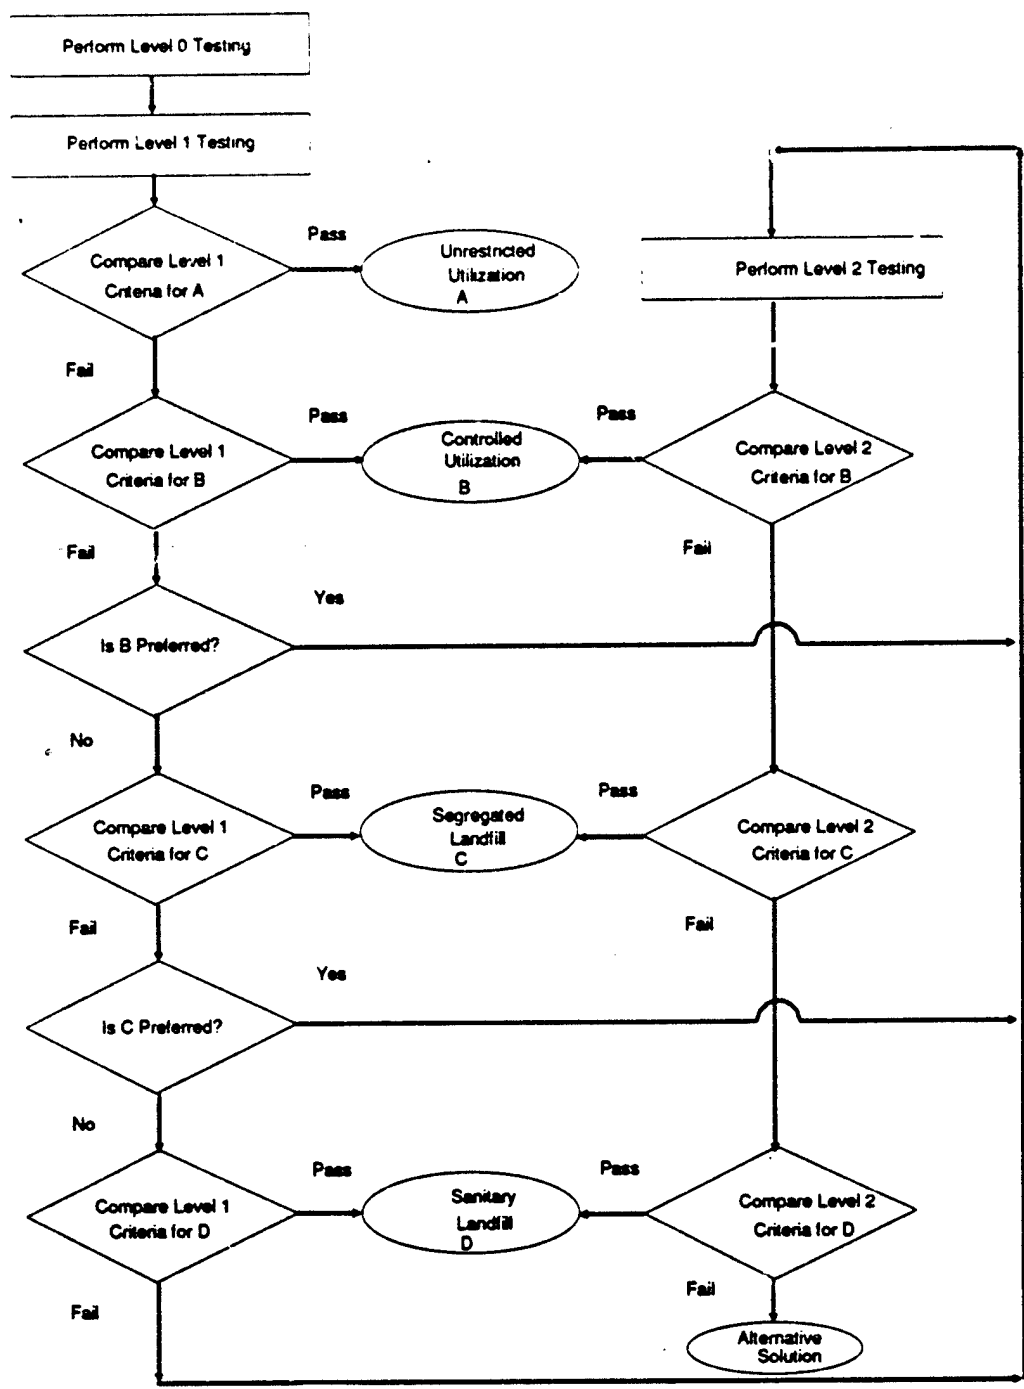 Perform Level 0 Testing
Perform Level 1 Testing
Compare Level 1
Criteria for A
Pass
Unrestricted
Utilization
A
Perform Level 2 Testing
Fail
Compare Level 1
Criteria for B
Pass
Controlled
Utilization
B
Pass
Compare Level 2
Criteria for B
Fail
Fail
Is B Preferred?
Yes
No
Compare Level 1
Criteria for C
Pass
Segregated
Landfill
C
Pass
Compare Level 2
Criteria for C
Fail
Fail
Is C Preferred?
Yes
No
Compare Level 1
Criteria for D
Pass
Sanitary
Landfill
D
Pass
Compare Level 2
Criteria for D
Fail
Fail
Alternative
Solution